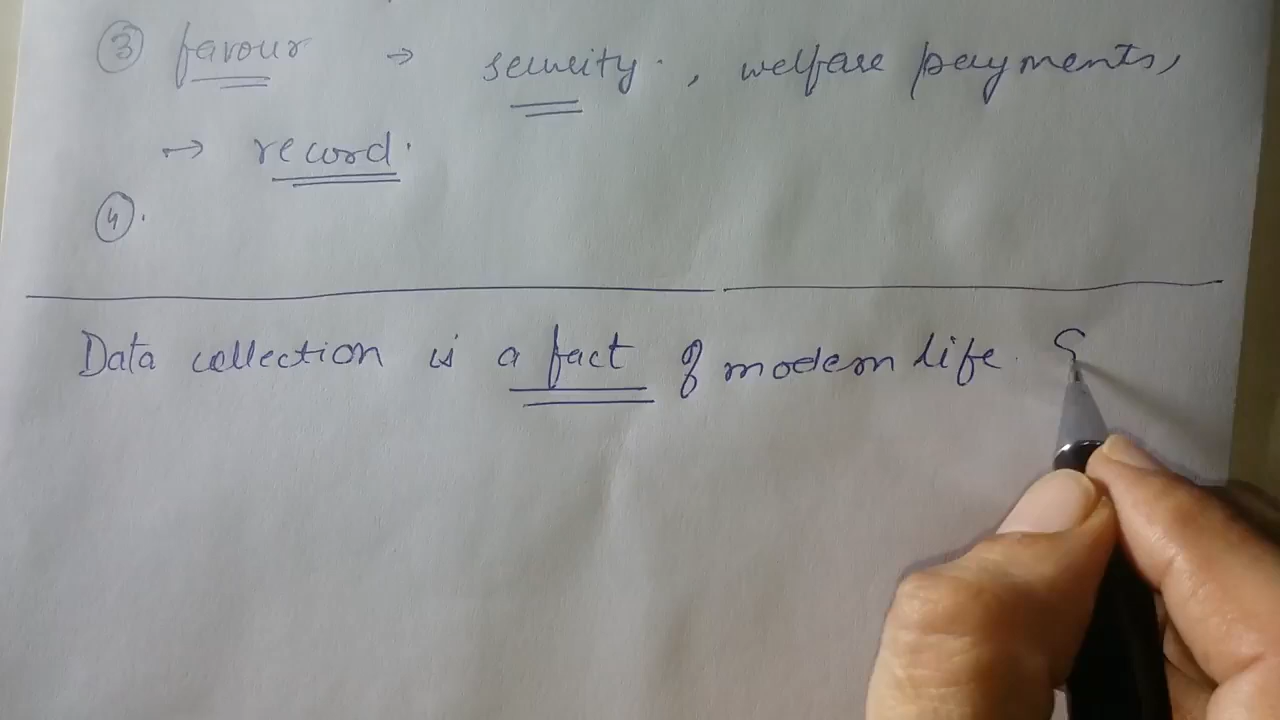 ③ favour → security. , welfare payments,
→ record.
④.
Data collection is a fact of modern life. S